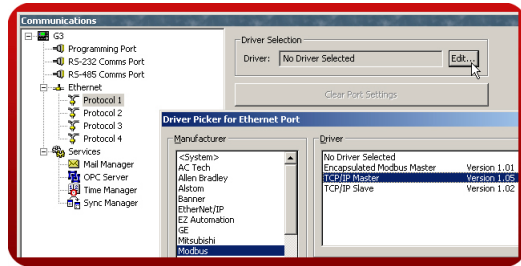 Communications
G3
Programming Port
RS-232 Comms Port
RS-485 Comms Port
Ethernet
Protocol 1
Protocol 2
Protocol 3
Protocol 4
Services
Mail Manager
OPC Server
Time Manager
Sync Manager
Driver Selection
Driver: No Driver Selected Edit...
Clear Port Settings
Driver Picker for Ethernet Port
Manufacturer
<System>
AC Tech
Allen Bradley
Alstom
Banner
EtherNet/IP
EZ Automation
GE
Mitsubishi
Modbus
Driver
No Driver Selected
Encapsulated Modbus Master Version 1.01
TCP/IP Master Version 1.05
TCP/IP Slave Version 1.02